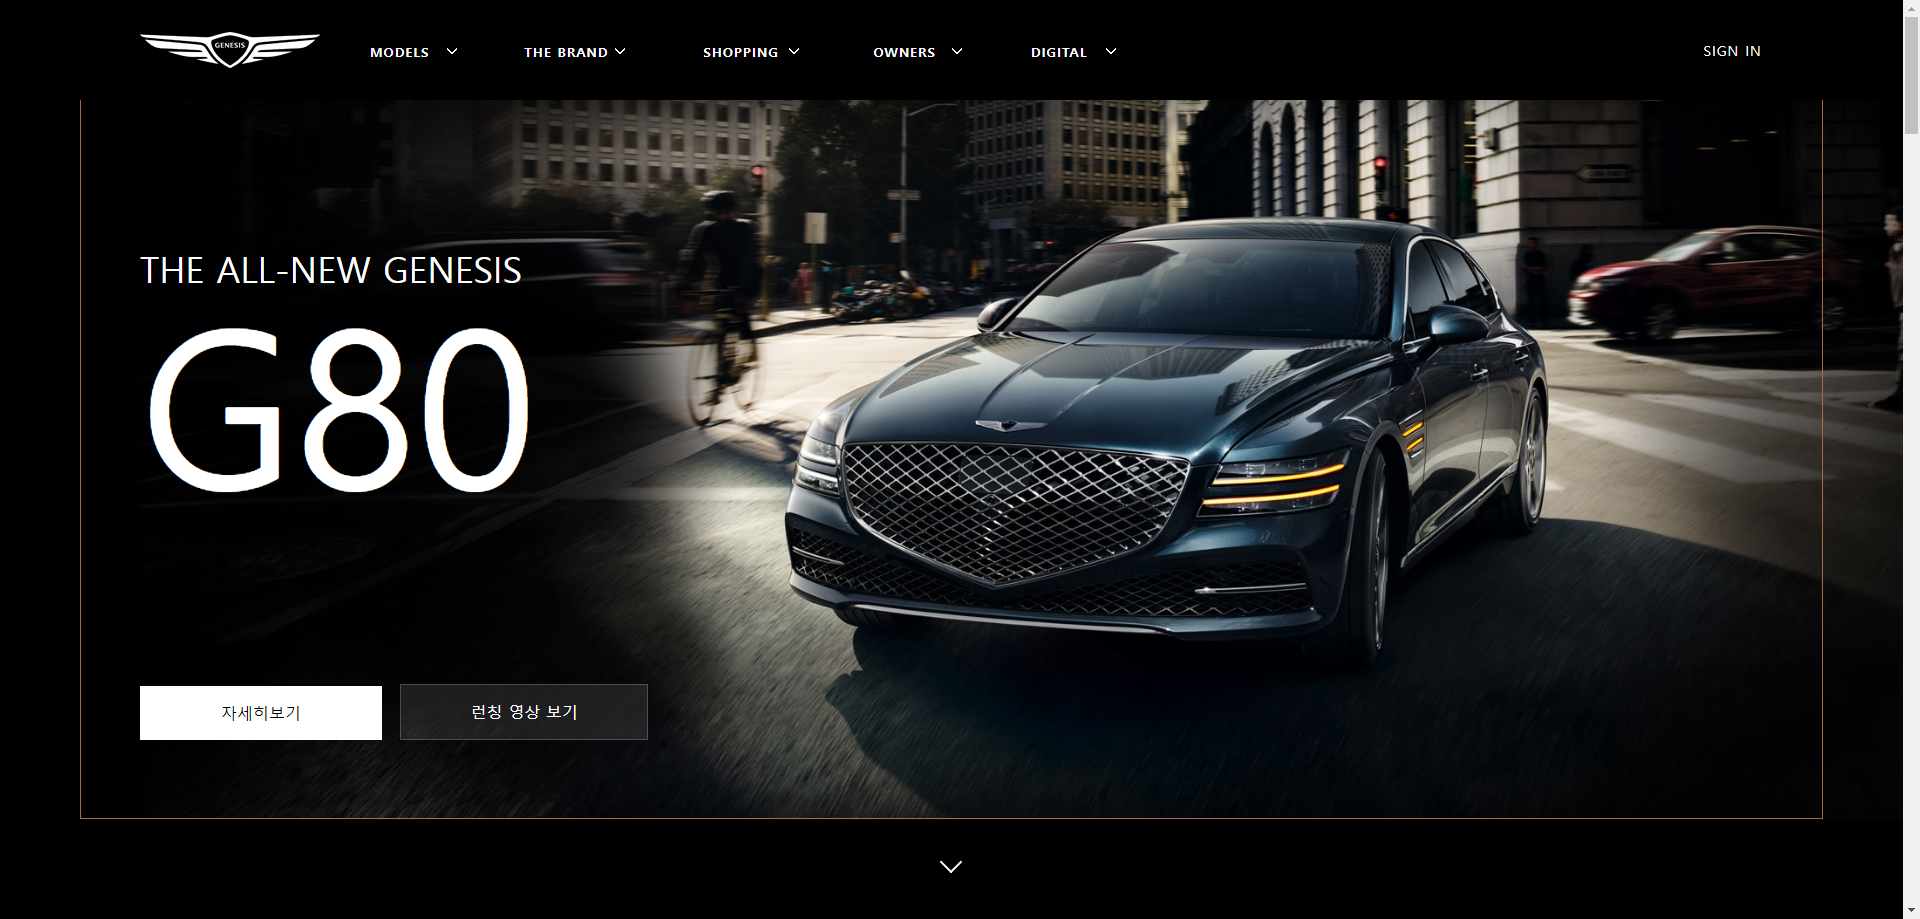 GENESIS
MODELS THE BRAND SHOPPING OWNERS DIGITAL SIGN IN
THE ALL-NEW GENESIS
G80
자세히보기 런칭 영상 보기